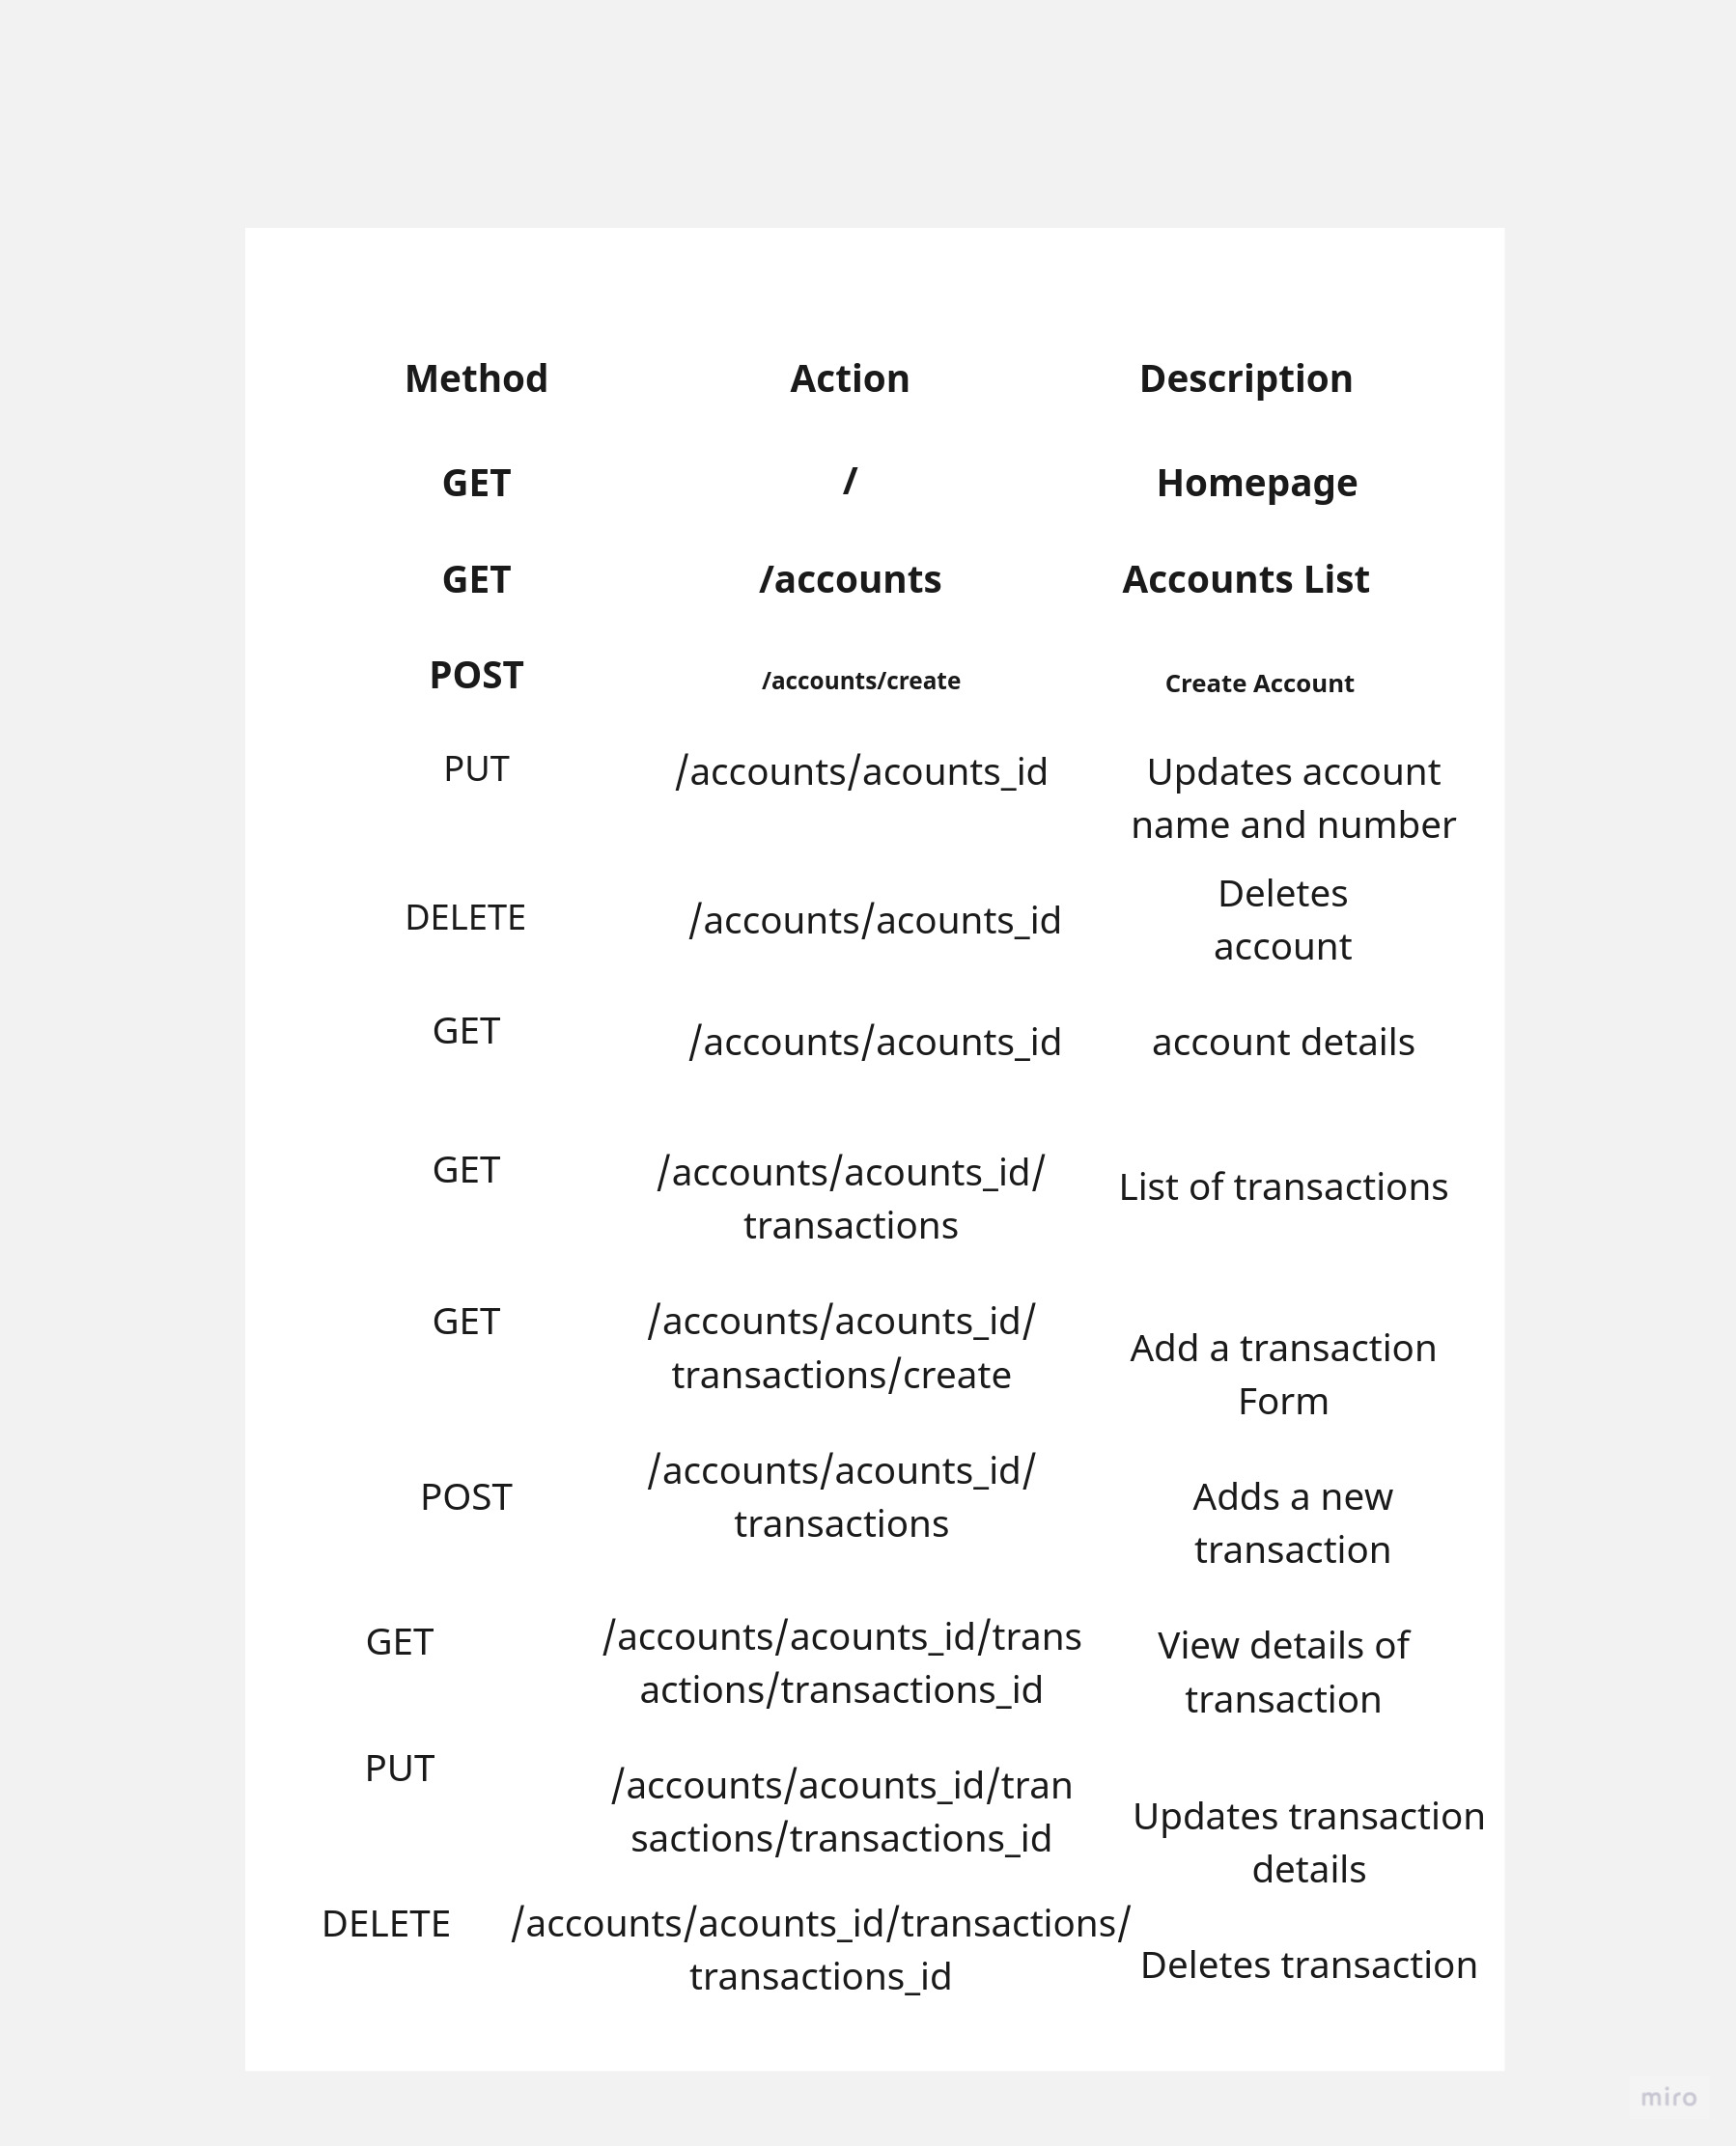 Method Action Description
GET / Homepage
GET /accounts Accounts List
POST /accounts/create Create Account
PUT /accounts/acounts_id Updates account
name and number
DELETE /accounts/acounts_id Deletes
account
GET /accounts/acounts_id account details
GET /accounts/acounts_id/ List of transactions
transactions
GET /accounts/acounts_id/ Add a transaction
transactions/create Form
POST /accounts/acounts_id/ Adds a new
transactions transaction
GET /accounts/acounts_id/trans View details of
actions/transactions_id transaction
PUT /accounts/acounts_id/tran Updates transaction
sactions/transactions_id details
DELETE /accounts/acounts_id/transactions/ Deletes transaction
transactions_id
miro